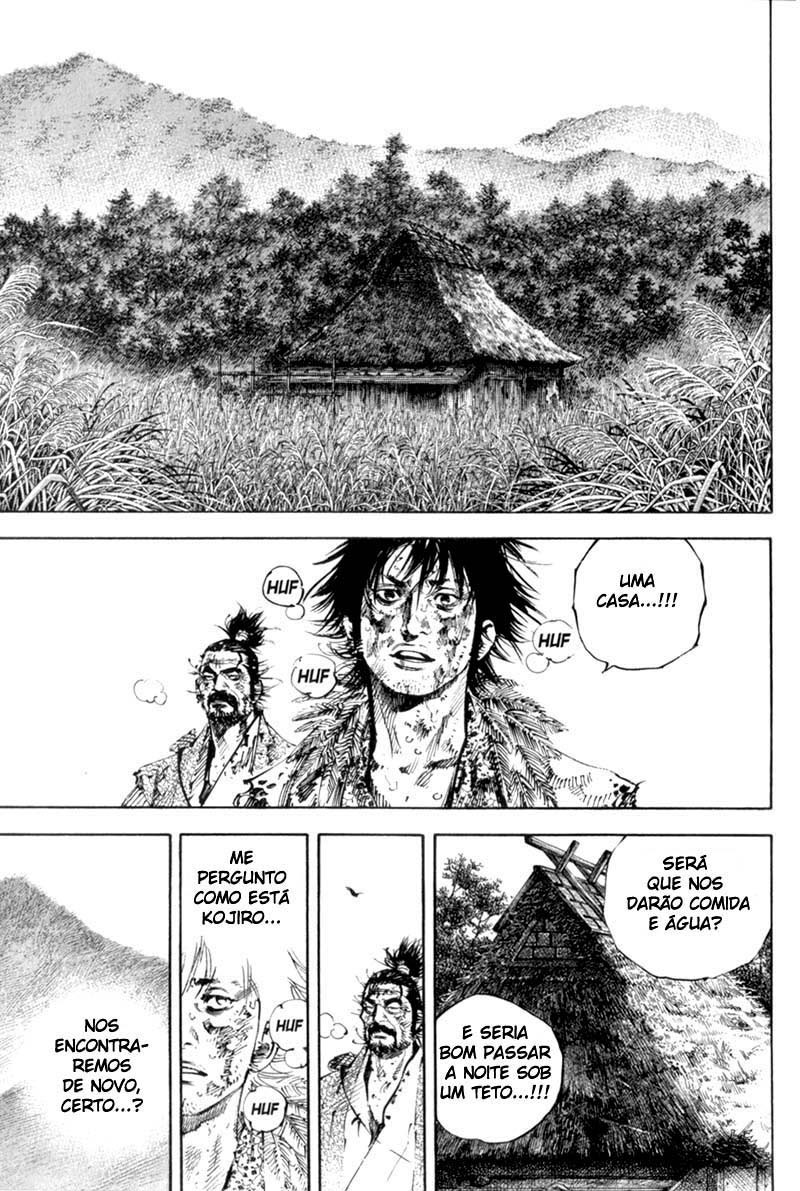 UMA
CASA...!!!
HUF
HUF
HUF
SERÁ
QUE NOS
DARÃO COMIDA
E ÁGUA?
E SERIA
BOM PASSAR
A NOITE SOB
UM TETO...!!!
ME
PERGUNTO
COMO ESTÁ
KOJIRO...
HUF
HUF
NOS
ENCONTRA-
REMOS
DE NOVO,
CERTO...?